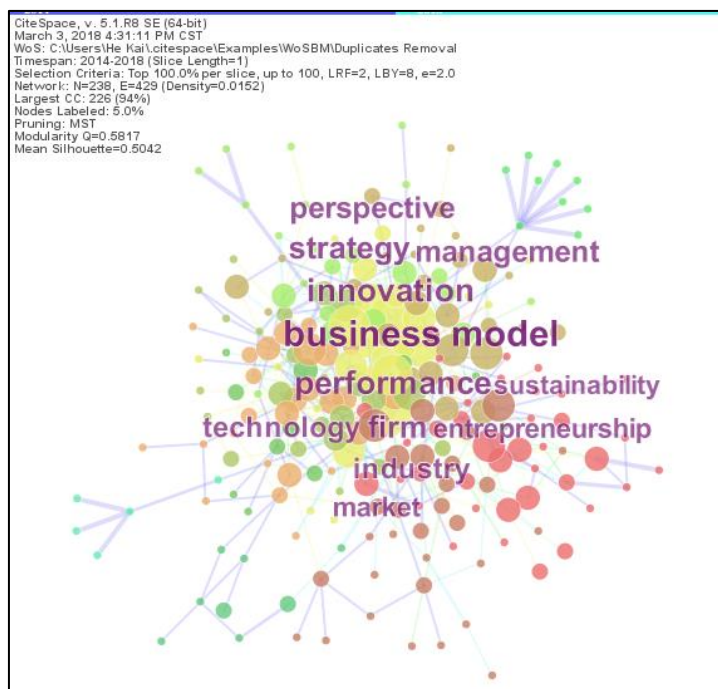 CiteSpace, v. 5.1.R8 SE (64-bit)
March 3, 2018 4:31:11 PM CST
WoS: C:\Users\He Kai\.citespace\Examples\WoSBM\Duplicates Removal
Timespan: 2014-2018 (Slice Length=1)
Selection Criteria: Top 100.0% per slice, up to 100, LRF=2, LBY=8, e=2.0
Network: N=238, E=429 (Density=0.0152)
Largest CC: 226 (94%)
Nodes Labeled: 5.0%
Pruning: MST
Modularity Q=0.5817
Mean Silhouette=0.5042
perspective
strategy management
innovation
business model
performance sustainability
technology firm entrepreneurship
industry
market